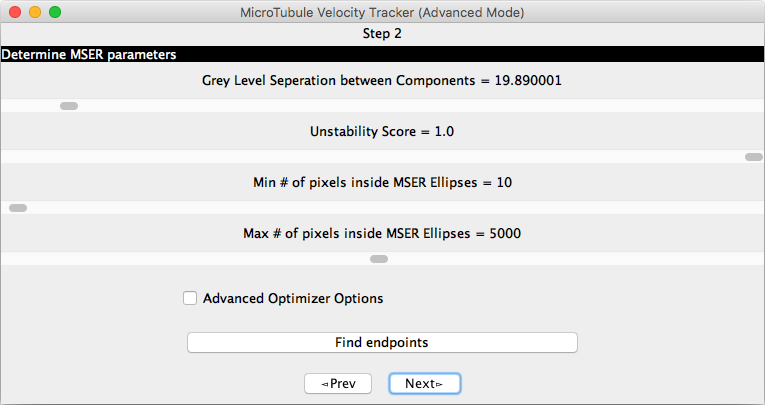 MicroTubule Velocity Tracker (Advanced Mode)
Step 2
Determine MSER parameters
Grey Level Seperation between Components = 19.890001
Unstability Score = 1.0
Min # of pixels inside MSER Ellipses = 10
Max # of pixels inside MSER Ellipses = 5000
Advanced Optimizer Options
Find endpoints
◅Prev
Next▻